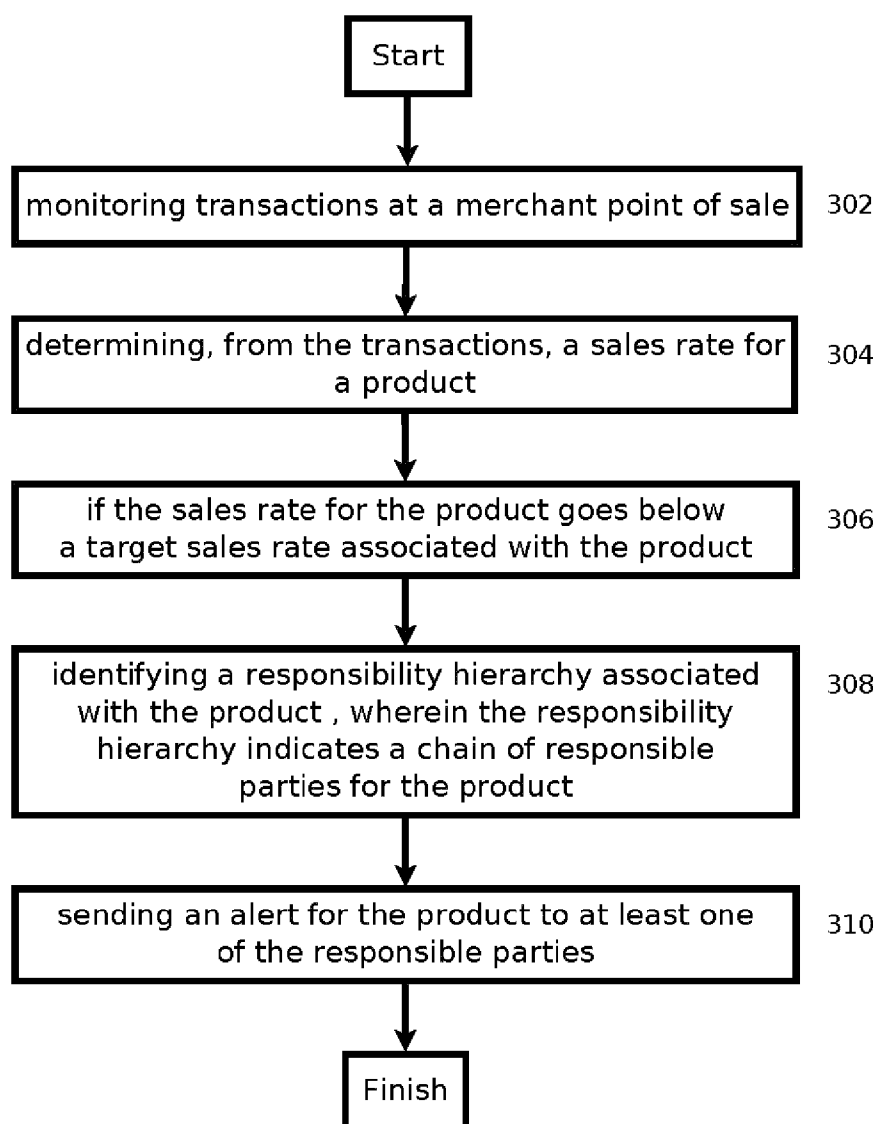 Start
monitoring transactions at a merchant point of sale
302
determining, from the transactions, a sales rate for
a product
304
if the sales rate for the product goes below
a target sales rate associated with the product
306
identifying a responsibility hierarchy associated
with the product , wherein the responsibility
hierarchy indicates a chain of responsible
parties for the product
308
sending an alert for the product to at least one
of the responsible parties
310
Finish